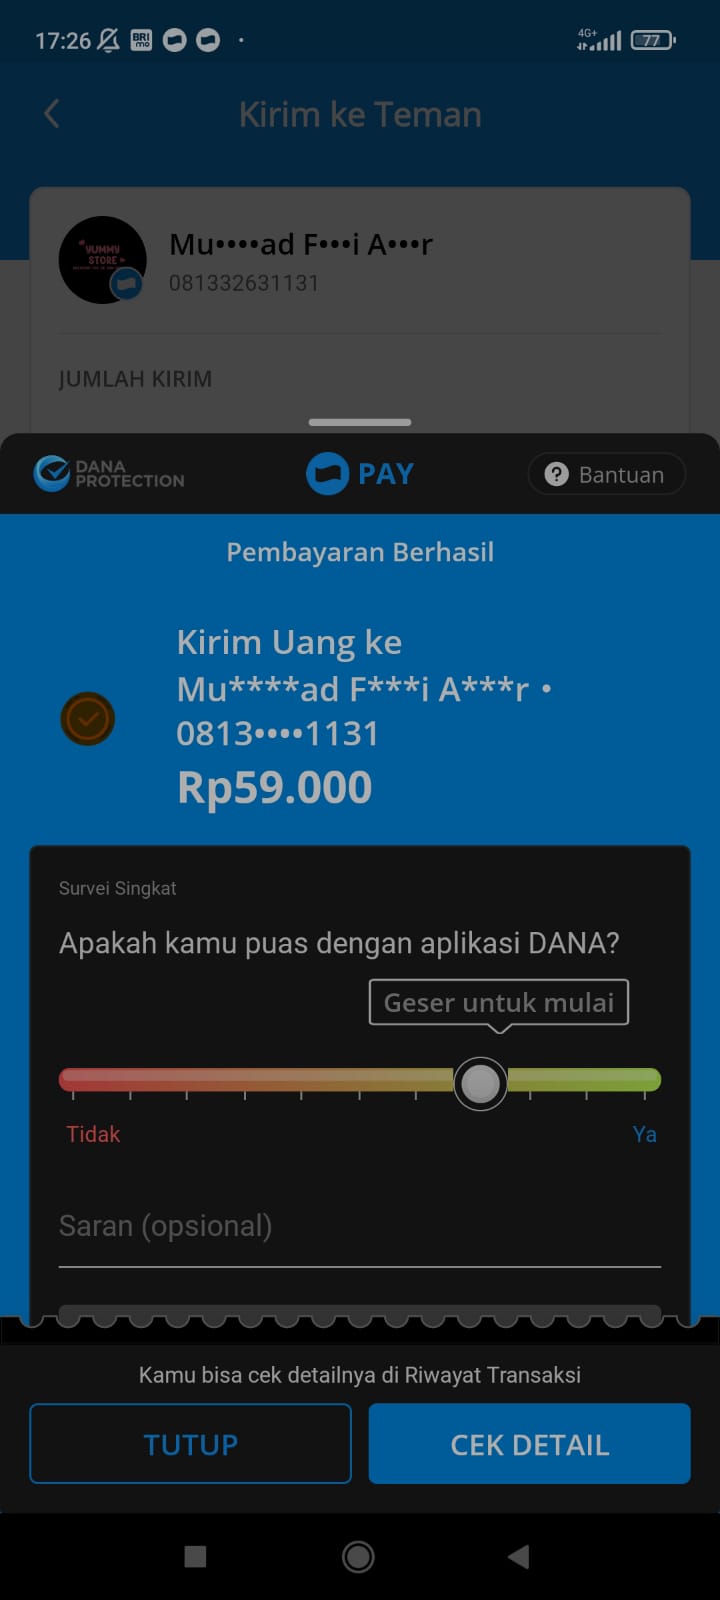 17:26
BRI
mo
4G+
77
Kirim ke Teman
YUMMY
STORE
Mu••••ad F•••i A•••r
081332631131
JUMLAH KIRIM
DANA
PROTECTION
PAY
? Bantuan
Pembayaran Berhasil
Kirim Uang ke
Mu****ad F***i A***r •
0813••••1131
Rp59.000
Survei Singkat
Apakah kamu puas dengan aplikasi DANA?
Geser untuk mulai
Tidak
Ya
Saran (opsional)
Kamu bisa cek detailnya di Riwayat Transaksi
TUTUP
CEK DETAIL